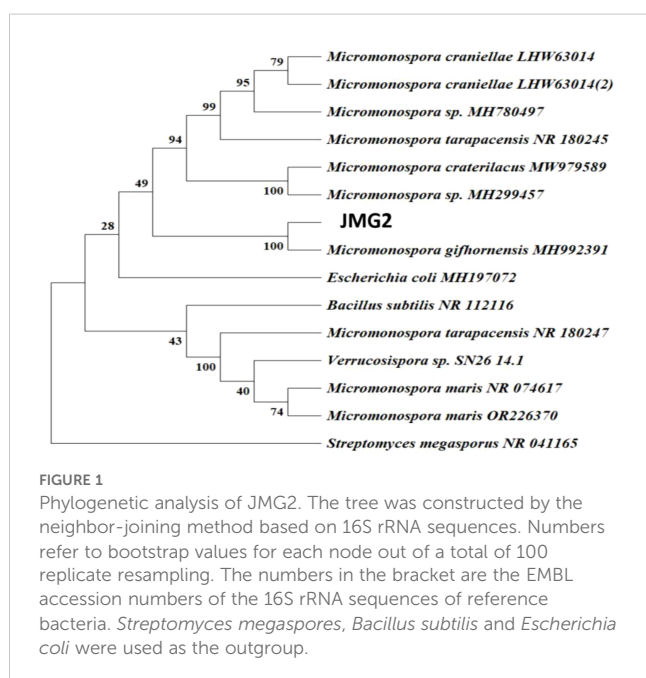 Micromonospora craniellae LHW63014
79
Micromonospora craniellae LHW63014(2)
95
Micromonospora sp. MH780497
99
Micromonospora tarapacensis NR 180245
94
Micromonospora craterilacus MW979589
100
Micromonospora sp. MH299457
49
JMG2
100
Micromonospora gifhornensis MH992391
28
Escherichia coli MH197072
Bacillus subtilis NR 112116
43
Micromonospora tarapacensis NR 180247
100
Verrucosispora sp. SN26 14.1
40
Micromonospora maris NR 074617
74
Micromonospora maris OR226370
Streptomyces megasporus NR 041165
FIGURE 1
Phylogenetic analysis of JMG2. The tree was constructed by the
neighbor-joining method based on 16S rRNA sequences. Numbers
refer to bootstrap values for each node out of a total of 100
replicate resampling. The numbers in the bracket are the EMBL
accession numbers of the 16S rRNA sequences of reference
bacteria. Streptomyces megaspores, Bacillus subtilis and Escherichia
coli were used as the outgroup.